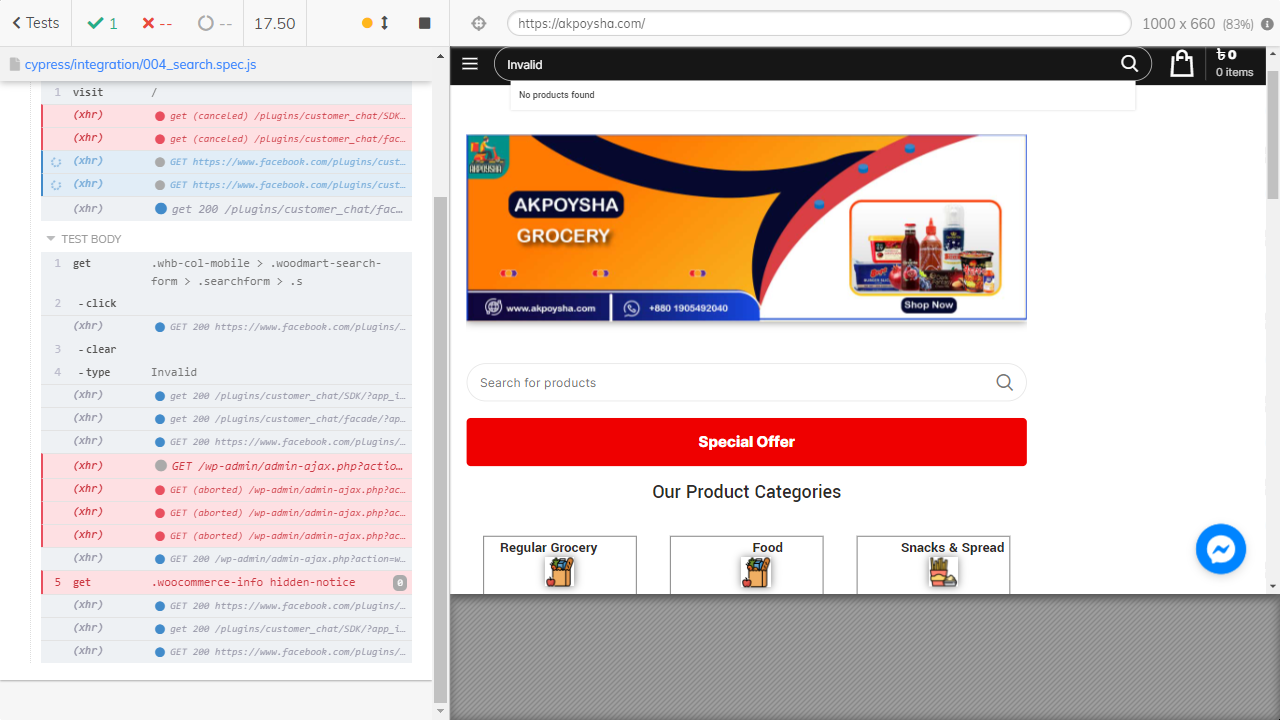 Tests
1
--
--
17.50
https://akpoysha.com/
1000 x 660 (83%)
cypress/integration/004_search.spec.js
1 visit /
(xhr) get (canceled) /plugins/customer_chat/SDK…
(xhr) get (canceled) /plugins/customer_chat/fac…
(xhr) GET https://www.facebook.com/plugins/cust…
(xhr) GET https://www.facebook.com/plugins/cust…
(xhr) get 200 /plugins/customer_chat/fac…
TEST BODY
1 get
2 -click
(xhr) GET 200 https://www.facebook.com/plugins/…
3 -clear
4 -type Invalid
(xhr) get 200 /plugins/customer_chat/SDK/?app_i…
(xhr) get 200 /plugins/customer_chat/facade/?ap…
(xhr) GET 200 https://www.facebook.com/plugins/…
(xhr) GET /wp-admin/admin-ajax.php?actio…
(xhr) GET (aborted) /wp-admin/admin-ajax.php?ac…
(xhr) GET (aborted) /wp-admin/admin-ajax.php?ac…
(xhr) GET (aborted) /wp-admin/admin-ajax.php?ac…
(xhr) GET 200 /wp-admin/admin-ajax.php?action=w…
5 get .woocommerce-info hidden-notice 0
(xhr) GET 200 https://www.facebook.com/plugins/…
(xhr) get 200 /plugins/customer_chat/SDK/?app_i…
(xhr) GET 200 https://www.facebook.com/plugins/…
Invalid
৳ 0
0 items
No products found
AKPOYSHA
AKPOYSHA
GROCERY
Shop Now
www.akpoysha.com
+880 1905492040
Search for products
Special Offer
Our Product Categories
Regular Grocery
Food
Snacks & Spread